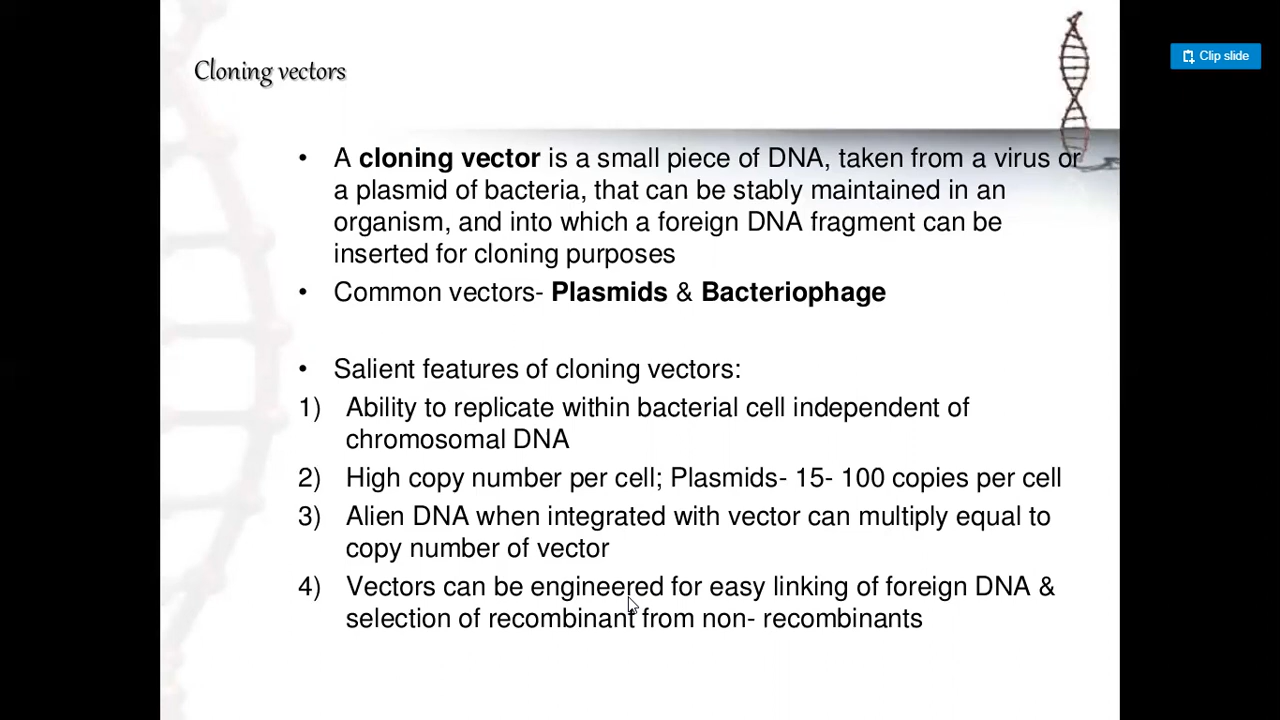 Cloning vectors
Clip slide
• A cloning vector is a small piece of DNA, taken from a virus or
a plasmid of bacteria, that can be stably maintained in an
organism, and into which a foreign DNA fragment can be
inserted for cloning purposes
• Common vectors- Plasmids & Bacteriophage
• Salient features of cloning vectors:
1) Ability to replicate within bacterial cell independent of
chromosomal DNA
2) High copy number per cell; Plasmids- 15- 100 copies per cell
3) Alien DNA when integrated with vector can multiply equal to
copy number of vector
4) Vectors can be engineered for easy linking of foreign DNA &
selection of recombinant from non- recombinants